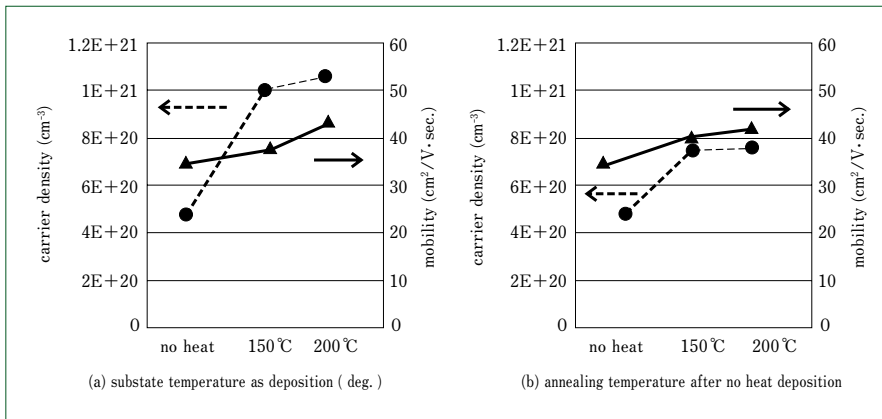 carrier density (cm⁻³)
1.2E+21
1E+21
8E+20
6E+20
4E+20
2E+20
0
60
50
40
30
20
10
0
mobility (cm²/V・sec.)
no heat 150℃ 200℃
(a) substate temperature as deposition ( deg. )
carrier density (cm⁻³)
1.2E+21
1E+21
8E+20
6E+20
4E+20
2E+20
0
60
50
40
30
20
10
0
mobility (cm²/V・sec.)
no heat 150℃ 200℃
(b) annealing temperature after no heat deposition